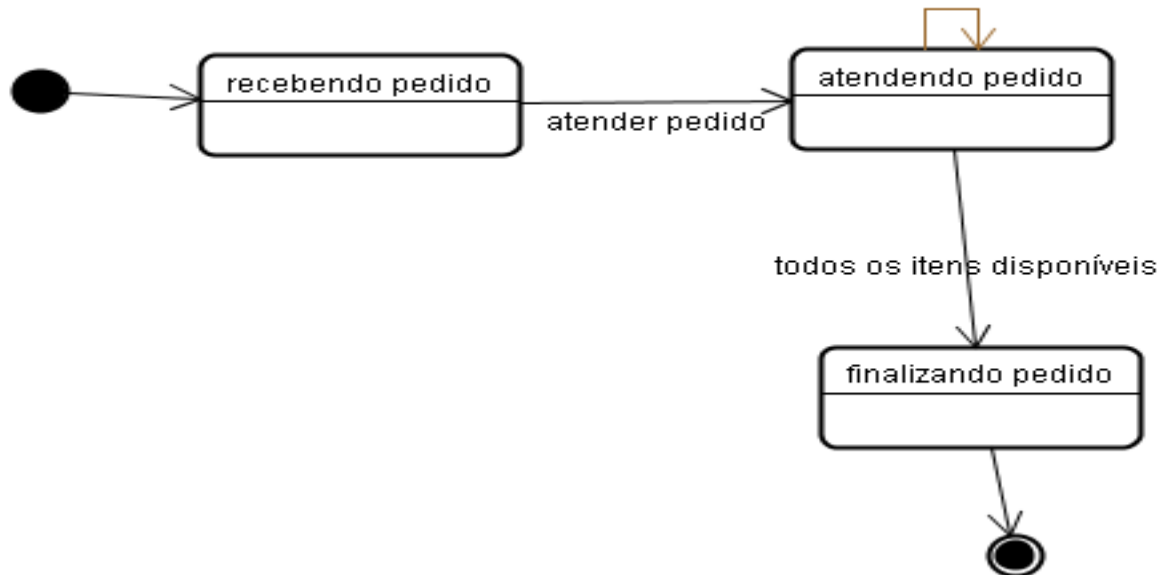 recebendo pedido
atendendo pedido
atender pedido
todos os itens disponíveis
finalizando pedido